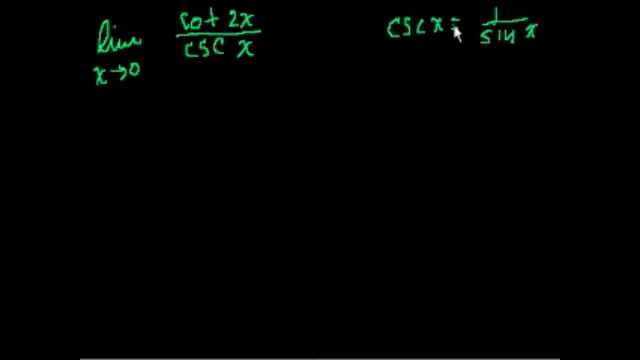 lim cot 2x / csc x
x→0
csc x = 1 / sin x